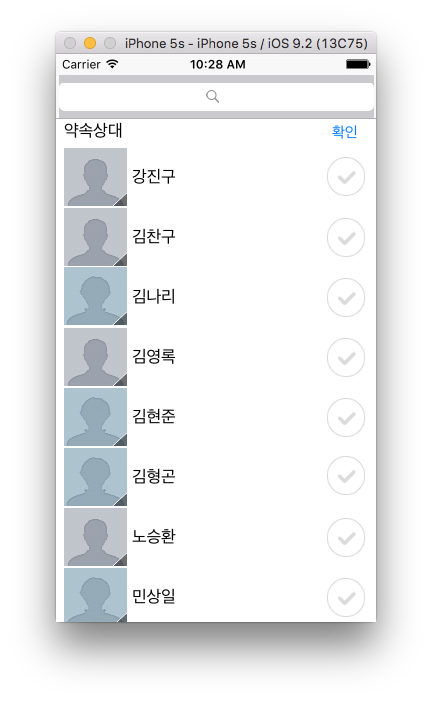 iPhone 5s - iPhone 5s / iOS 9.2 (13C75)
Carrier 10:28 AM
약속상대 확인
강진구
김찬구
김나리
김영록
김현준
김형곤
노승환
민상일